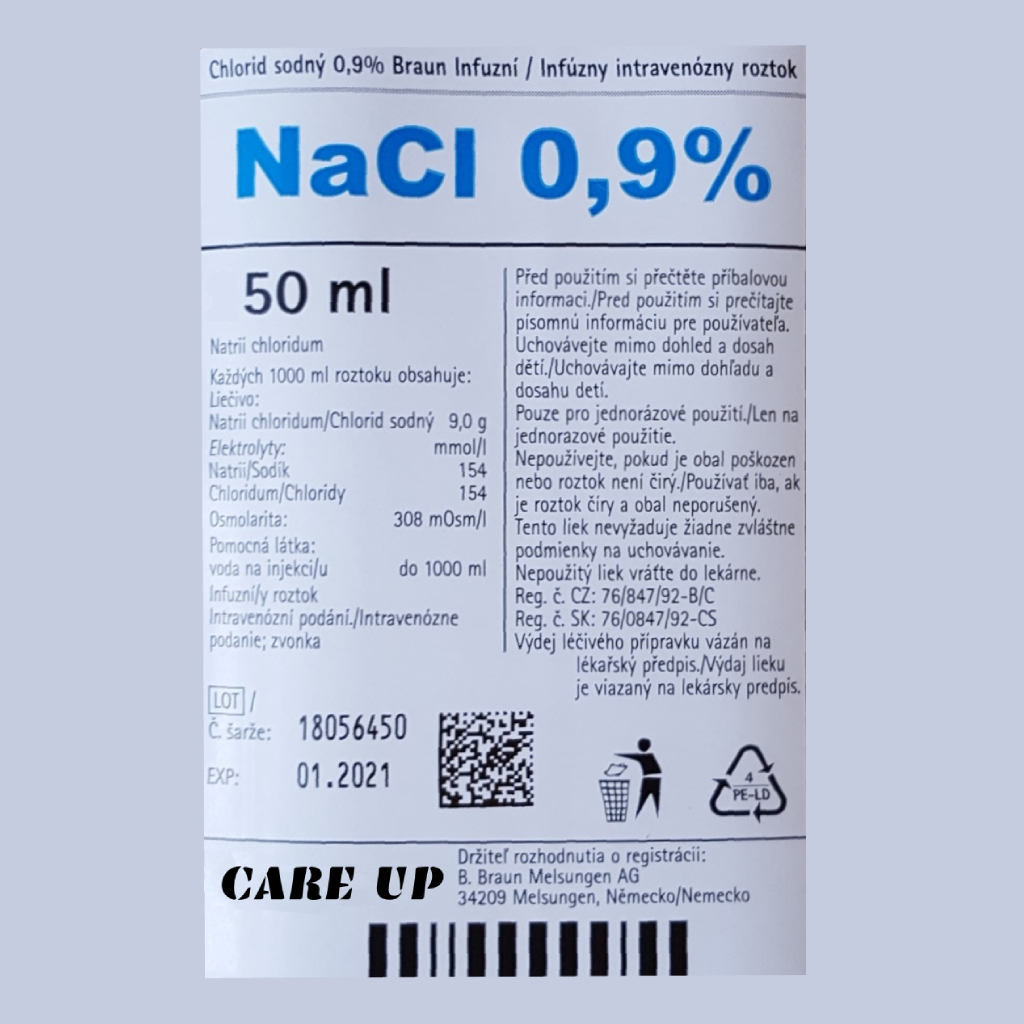 Chlorid sodný 0,9% Braun Infuzní / Infúzny intravenózny roztok
NaCl 0,9%
50 ml
Natrii chloridum
Každých 1000 ml roztoku obsahuje:
Liečivo:
Natrii chloridum/Chlorid sodný 9,0 g
Elektrolyty: mmol/l
Natrii/Sodík 154
Chloridum/Chloridy 154
Osmolarita: 308 mOsm/l
Pomocná látka:
voda na injekci/u do 1000 ml
Infuzní/y roztok
Intravenózní podání./Intravenózne
podanie; zvonka
Před použitím si přečtěte příbalovou
informaci./Pred použitím si prečítajte
písomnú informáciu pre používateľa.
Uchovávejte mimo dohled a dosah
dětí./Uchovávajte mimo dohľadu a
dosahu detí.
Pouze pro jednorázové použití./Len na
jednorazové použitie.
Nepoužívejte, pokud je obal poškozen
nebo roztok není čirý./Používať iba, ak
je roztok číry a obal neporušený.
Tento liek nevyžaduje žiadne zvláštne
podmienky na uchovávanie.
Nepoužitý liek vráťte do lekárne.
Reg. č. CZ: 76/847/92-B/C
Reg. č. SK: 76/0847/92-CS
Výdej léčivého přípravku vázán na
lékařský předpis./Výdaj lieku
je viazaný na lekársky predpis.
LOT /
Č. šarže: 18056450
EXP: 01.2021
4
PE-LD
CARE UP
Držiteľ rozhodnutia o registrácii:
B. Braun Melsungen AG
34209 Melsungen, Německo/Nemecko